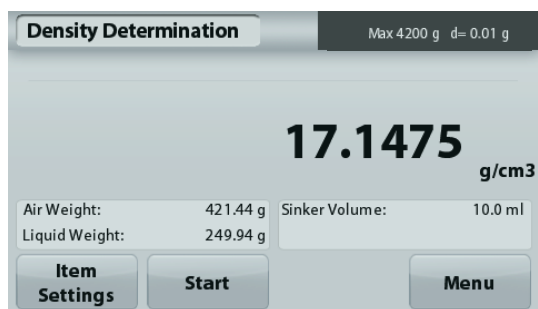 Density Determination
Max 4200 g d= 0.01 g
17.1475
g/cm3
Air Weight: 421.44 g
Liquid Weight: 249.94 g
Sinker Volume: 10.0 ml
Item
Settings
Start
Menu